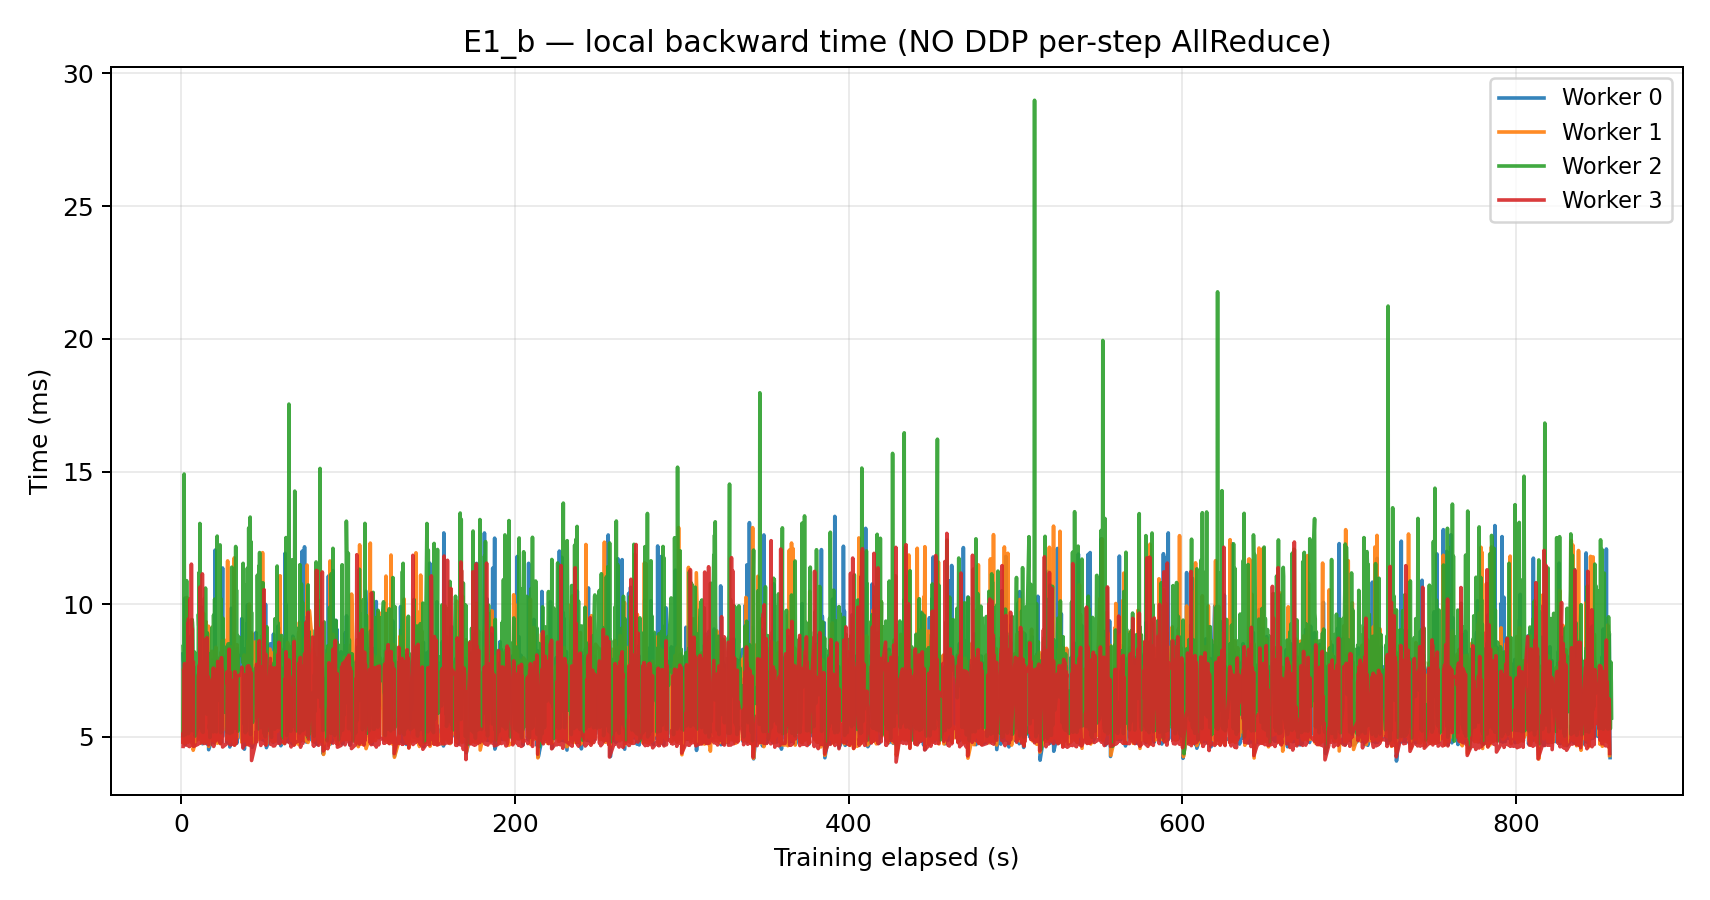 E1_b — local backward time (NO DDP per-step AllReduce)
30
25
20
15
10
5
Time (ms)
Worker 0
Worker 1
Worker 2
Worker 3
0
200
400
600
800
Training elapsed (s)